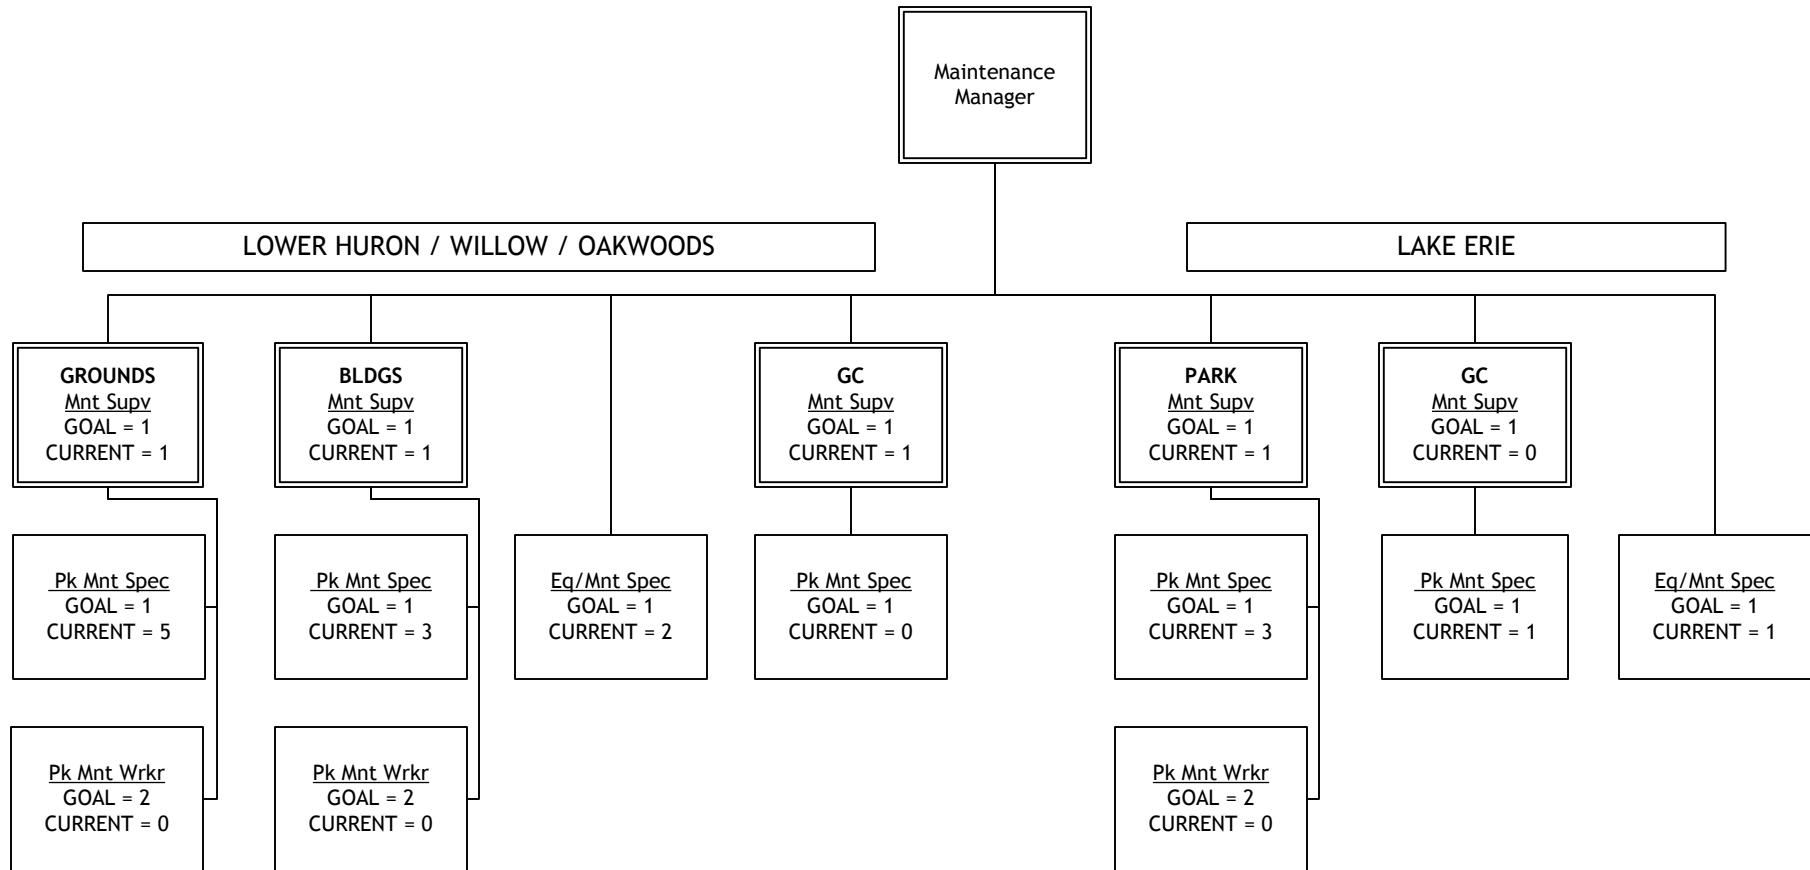 Maintenance
Manager
LOWER HURON / WILLOW / OAKWOODS
LAKE ERIE
GROUNDS
Mnt Supv
GOAL = 1
CURRENT = 1
BLDGS
Mnt Supv
GOAL = 1
CURRENT = 1
GC
Mnt Supv
GOAL = 1
CURRENT = 1
PARK
Mnt Supv
GOAL = 1
CURRENT = 1
GC
Mnt Supv
GOAL = 1
CURRENT = 0
Pk Mnt Spec
GOAL = 1
CURRENT = 5
Pk Mnt Spec
GOAL = 1
CURRENT = 3
Eq/Mnt Spec
GOAL = 1
CURRENT = 2
Pk Mnt Spec
GOAL = 1
CURRENT = 0
Pk Mnt Spec
GOAL = 1
CURRENT = 3
Pk Mnt Spec
GOAL = 1
CURRENT = 1
Eq/Mnt Spec
GOAL = 1
CURRENT = 1
Pk Mnt Wrkr
GOAL = 2
CURRENT = 0
Pk Mnt Wrkr
GOAL = 2
CURRENT = 0
Pk Mnt Wrkr
GOAL = 2
CURRENT = 0